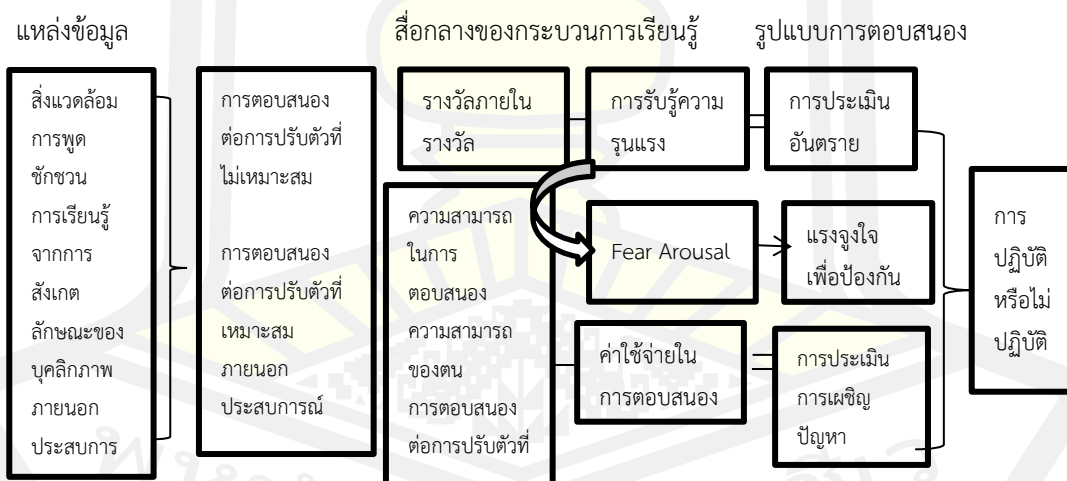 แหล่งข้อมูล
สื่อกลางของกระบวนการเรียนรู้
รูปแบบการตอบสนอง
สิ่งแวดล้อม
การพูด
ชักชวน
การเรียนรู้
จากการ
สังเกต
ลักษณะของ
บุคลิกภาพ
ภายนอก
ประสบการ
การตอบสนอง
ต่อการปรับตัวที่
ไม่เหมาะสม
การตอบสนอง
ต่อการปรับตัวที่
เหมาะสม
ภายนอก
ประสบการณ์
รางวัลภายใน
รางวัล
การรับรู้ความ
รุนแรง
การประเมิน
อันตราย
ความสามารถ
ในการ
ตอบสนอง
ความสามารถ
ของตน
การตอบสนอง
ต่อการปรับตัวที่
Fear Arousal
แรงจูงใจ
เพื่อป้องกัน
ค่าใช้จ่ายใน
การตอบสนอง
การประเมิน
การเผชิญ
ปัญหา
การ
ปฏิบัติ
หรือไม่
ปฏิบัติ